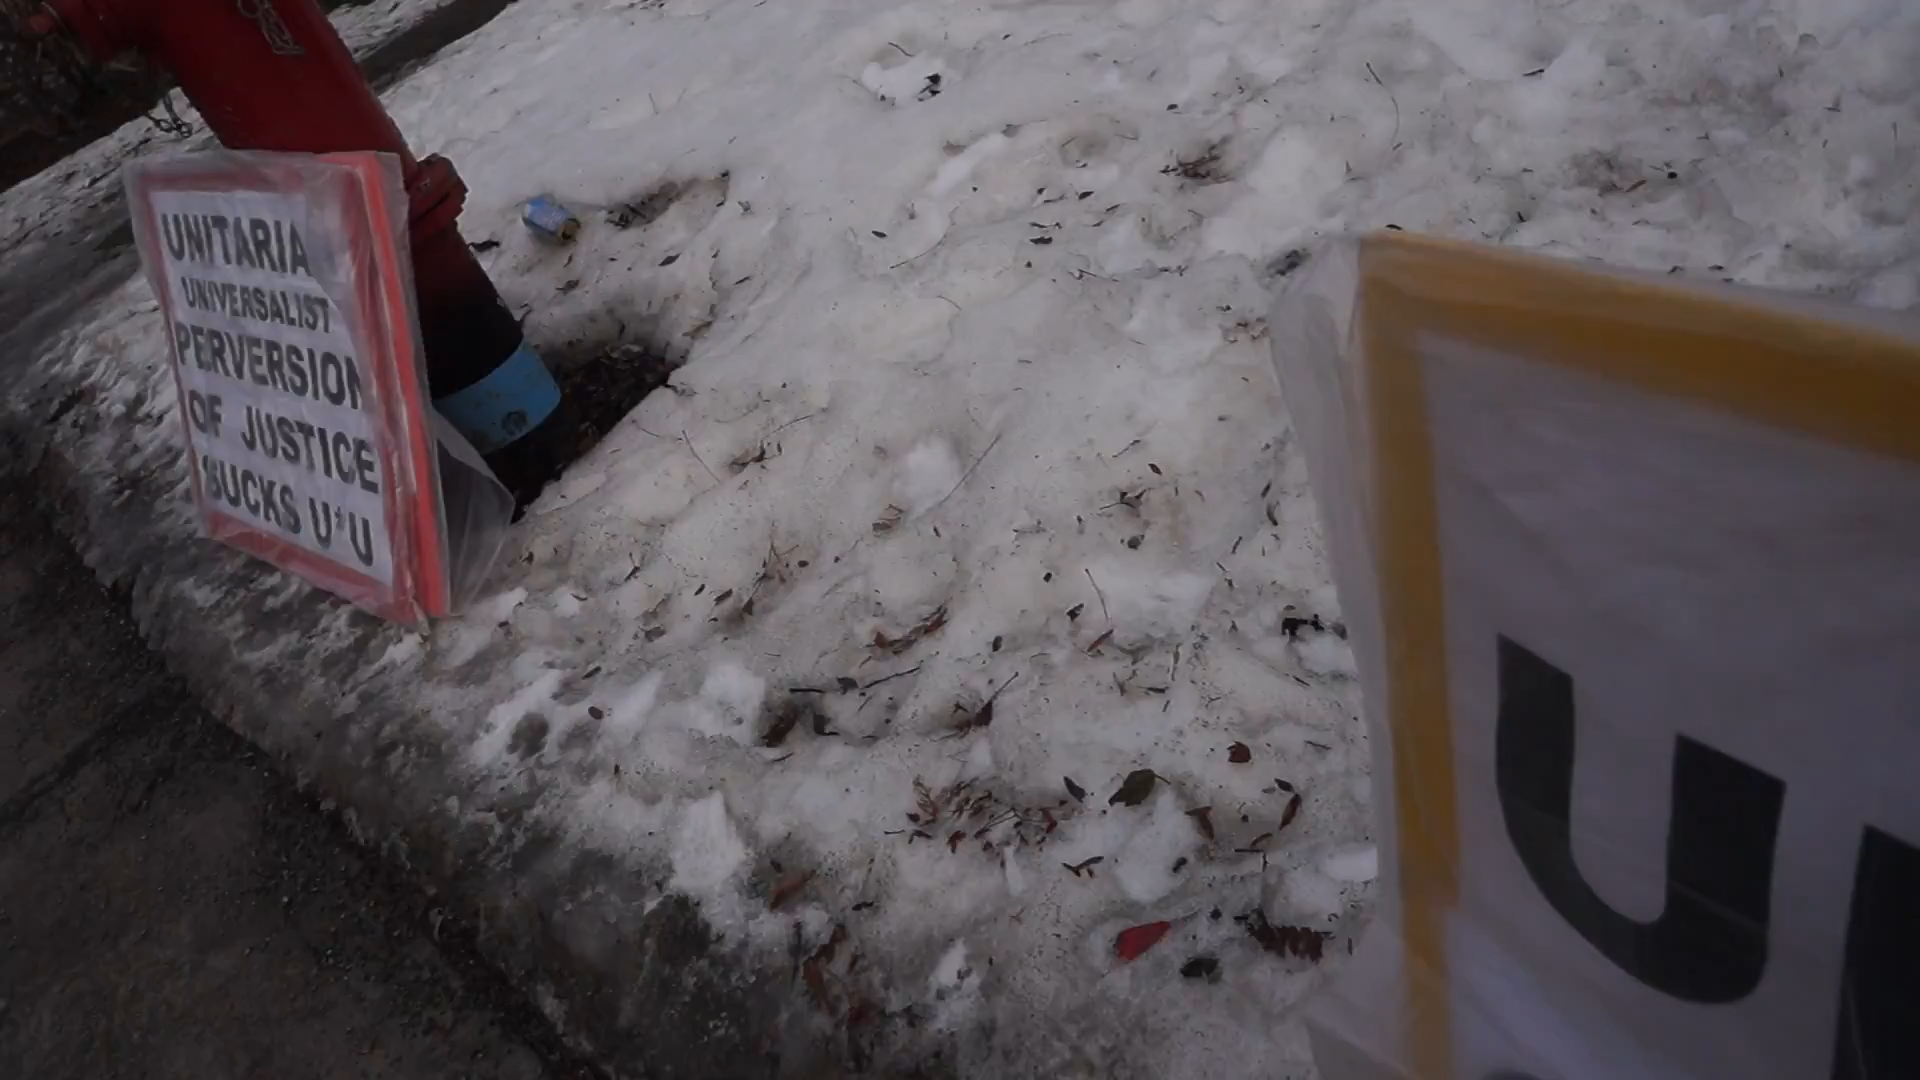 UNITARIA
UNIVERSALIST
PERVERSION
OF JUSTICE
SUCKS U*U
U